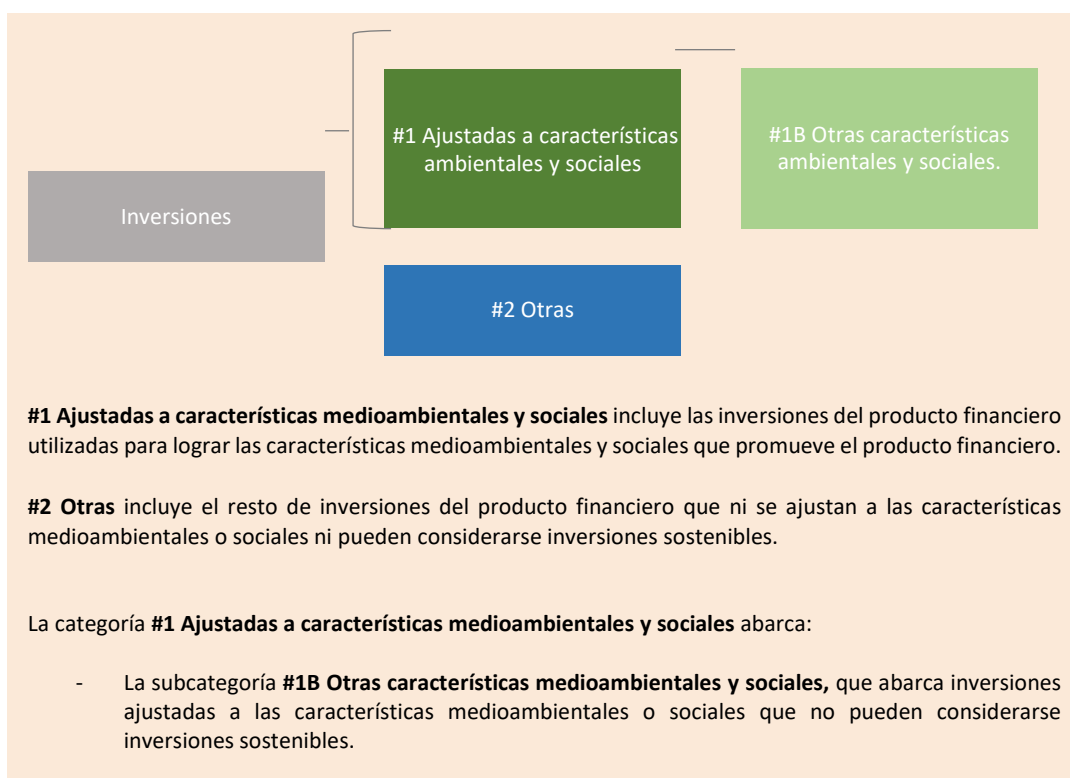 #1 Ajustadas a características
ambientales y sociales
#1B Otras características
ambientales y sociales.
Inversiones
#2 Otras
#1 Ajustadas a características medioambientales y sociales incluye las inversiones del producto financiero
utilizadas para lograr las características medioambientales y sociales que promueve el producto financiero.
#2 Otras incluye el resto de inversiones del producto financiero que ni se ajustan a las características
medioambientales o sociales ni pueden considerarse inversiones sostenibles.
La categoría #1 Ajustadas a características medioambientales y sociales abarca:
- La subcategoría #1B Otras características medioambientales y sociales, que abarca inversiones
ajustadas a las características medioambientales o sociales que no pueden considerarse
inversiones sostenibles.